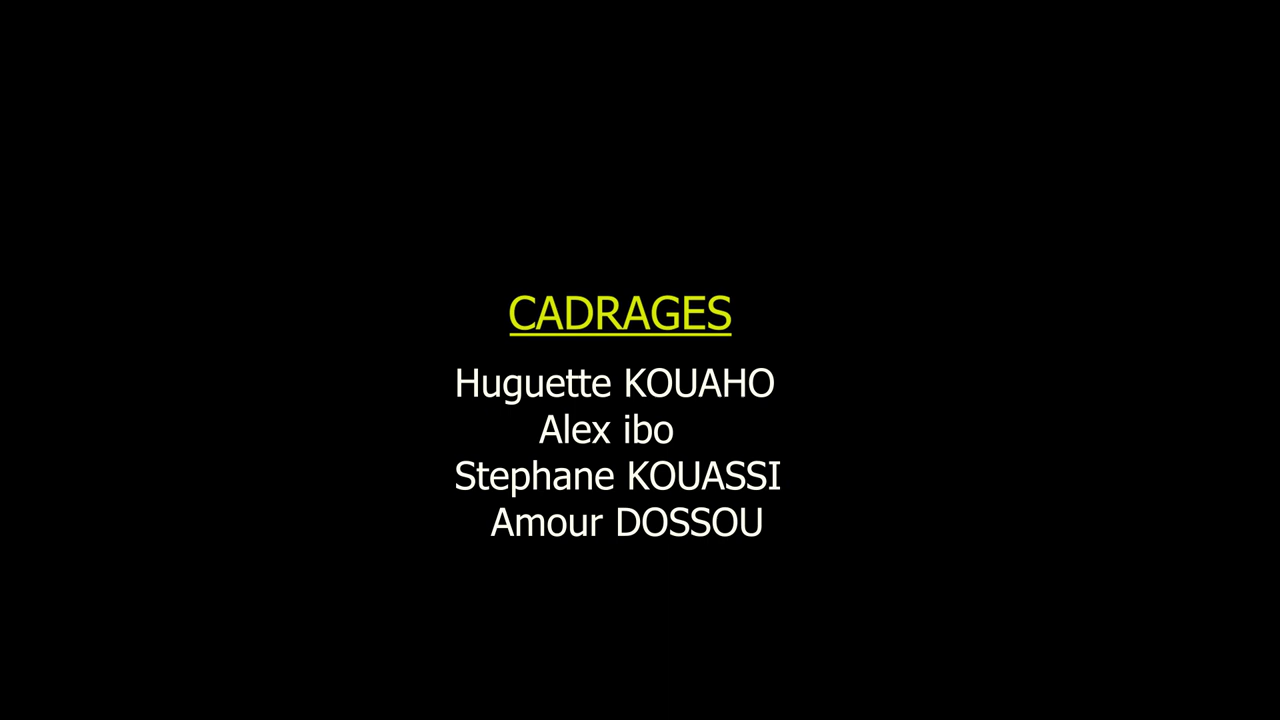 CADRAGES
Huguette KOUAHO
Alex ibo
Stephane KOUASSI
Amour DOSSOU